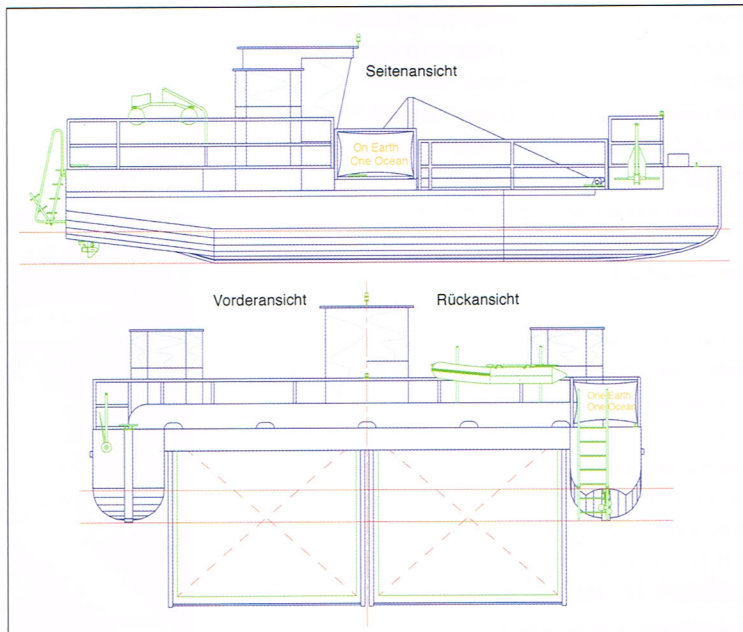 Seitenansicht
On Earth
One Ocean
Vorderansicht
Rückansicht
One Earth
One Ocean